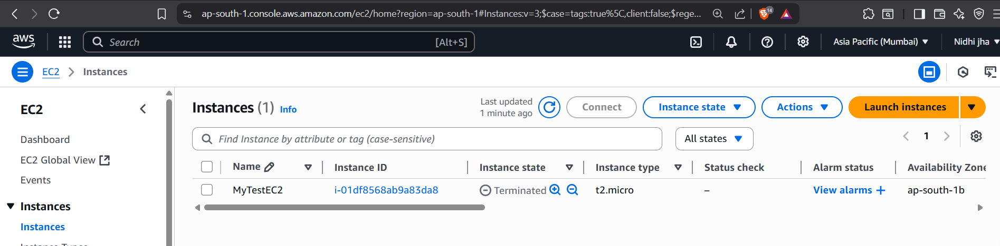 ap-south-1.console.aws.amazon.com/ec2/home?region=ap-south-1#Instances:v=3;$case=tags:true%5C,client:false;$rege...
14
aws
Search
[Alt+S]
Asia Pacific (Mumbai)
Nidhi jha
EC2
Instances
EC2
Dashboard
EC2 Global View
Events
Instances
Instances
Instance Types
Instances (1) Info
Last updated
1 minute ago
Connect
Instance state
Actions
Launch instances
Find Instance by attribute or tag (case-sensitive)
All states
1
Name Instance ID Instance state Instance type Status check Alarm status Availability Zone
MyTestEC2 i-01df8568ab9a83da8 Terminated t2.micro – View alarms + ap-south-1b